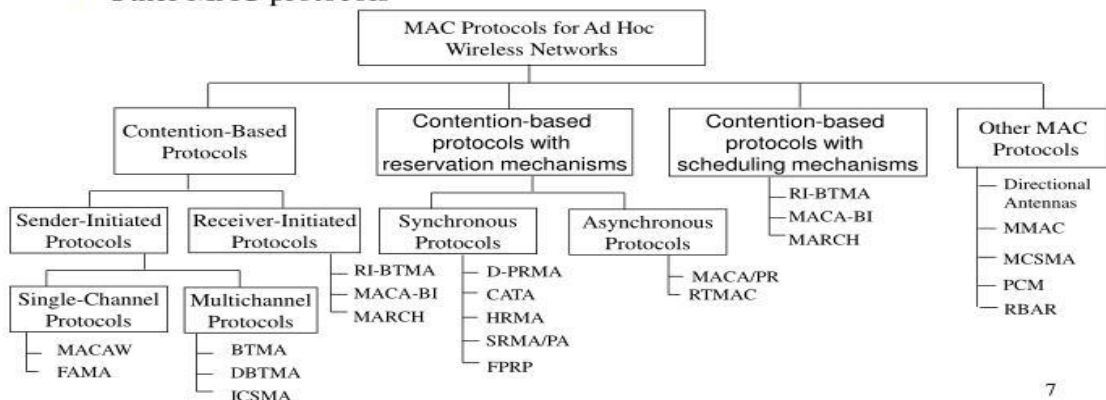 MAC Protocols for Ad Hoc
Wireless Networks
Contention-Based
Protocols
Contention-based
protocols with
reservation mechanisms
Contention-based
protocols with
scheduling mechanisms
Other MAC
Protocols
Sender-Initiated
Protocols
Receiver-Initiated
Protocols
Synchronous
Protocols
Asynchronous
Protocols
RI-BTMA
MACA-BI
MARCH
Directional
Antennas
MMAC
MCSMA
PCM
RBAR
Single-Channel
Protocols
Multichannel
Protocols
RI-BTMA
MACA-BI
MARCH
D-PRMA
CATA
HRMA
SRMA/PA
FPRP
MACA/PR
RTMAC
MACAW
FAMA
BTMA
DBTMA
ICSMA
7